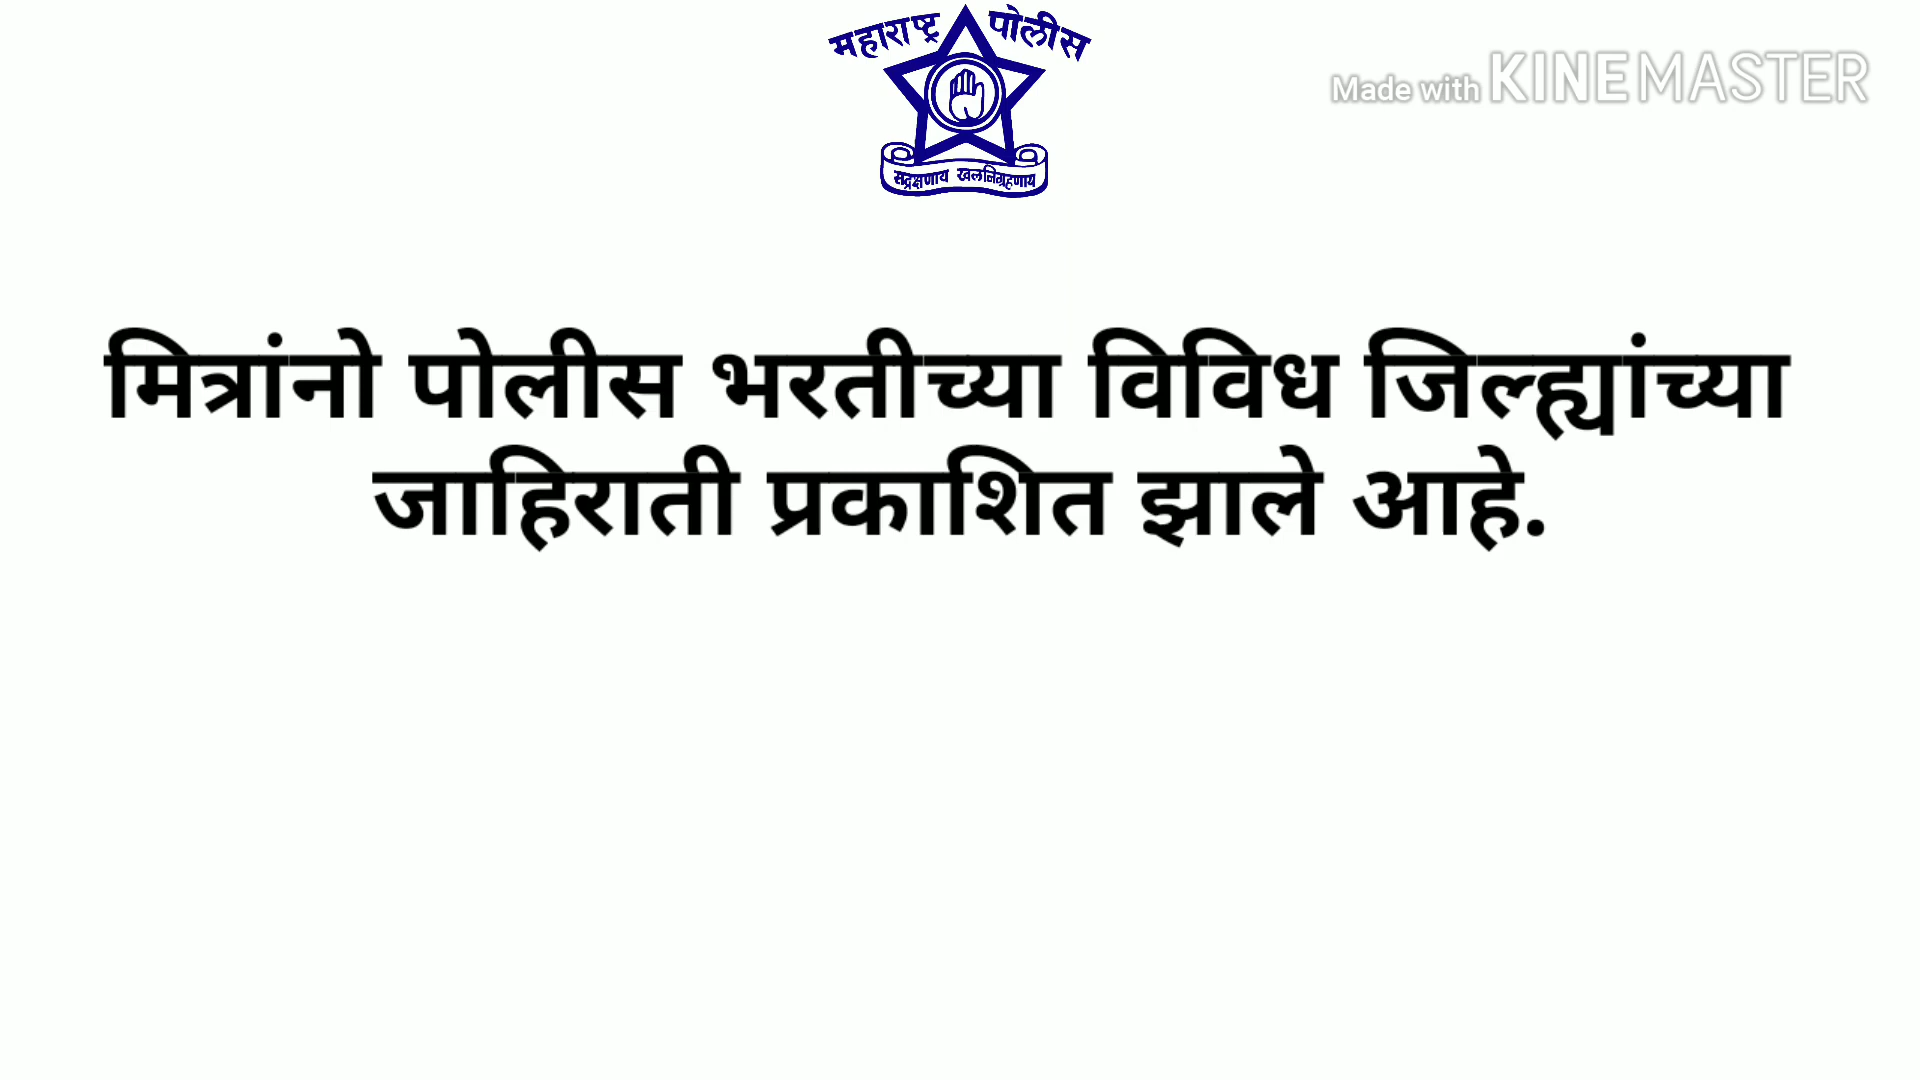 महाराष्ट्र पोलीस
Made with KINEMASTER
सद्रक्षणाय खलनिग्रहणाय
मित्रांनो पोलीस भरतीच्या विविध जिल्ह्यांच्या
जाहिराती प्रकाशित झाले आहे.